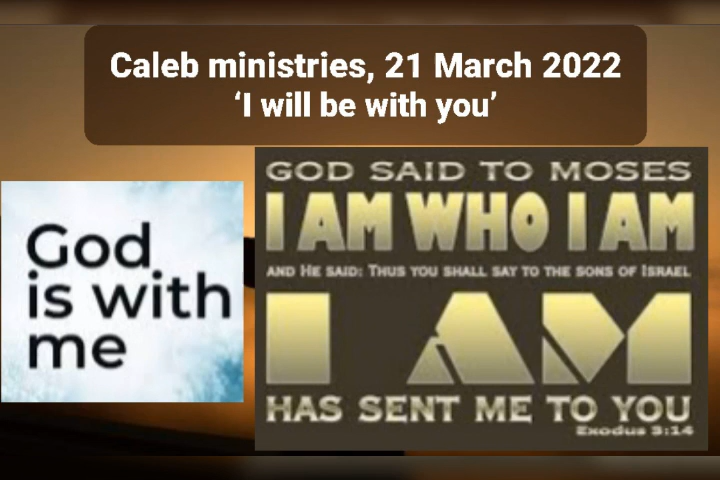 Caleb ministries, 21 March 2022
‘I will be with you’
God
is with
me
GOD SAID TO MOSES
I AM WHO I AM
AND HE SAID: THUS YOU SHALL SAY TO THE SONS OF ISRAEL
I AM
HAS SENT ME TO YOU
Exodus 3:14